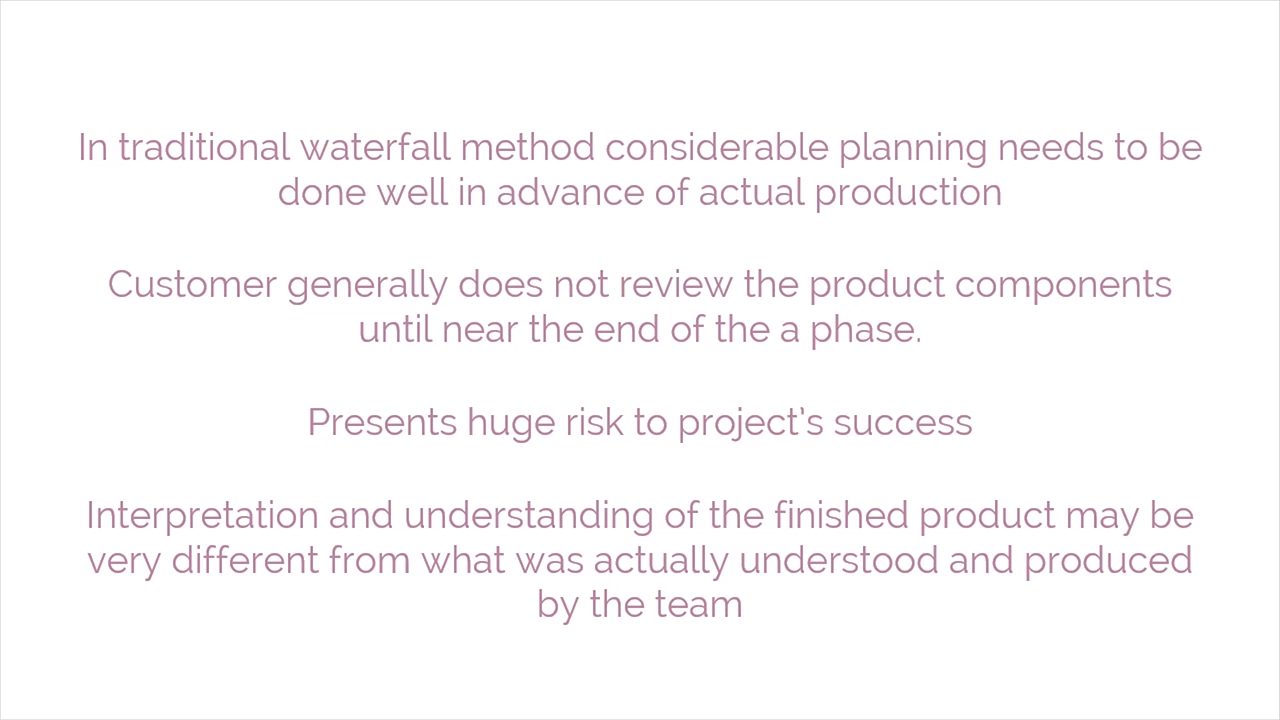 In traditional waterfall method considerable planning needs to be
done well in advance of actual production
Customer generally does not review the product components
until near the end of the a phase.
Presents huge risk to project’s success
Interpretation and understanding of the finished product may be
very different from what was actually understood and produced
by the team